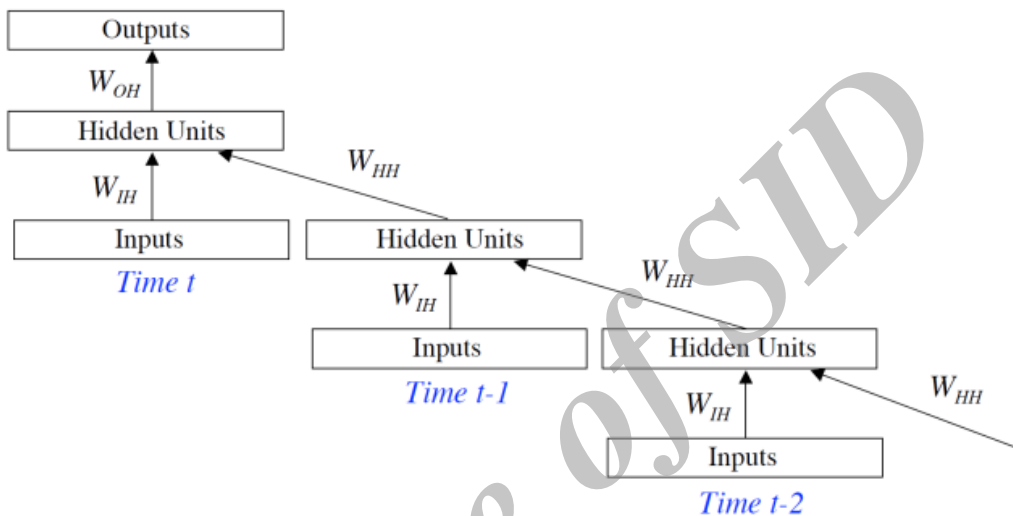 Outputs
W_OH
Hidden Units
W_HH
W_IH
Inputs
Hidden Units
Time t
W_HH
W_IH
Inputs
Hidden Units
Time t-1
W_HH
W_IH
Inputs
Time t-2
of SID